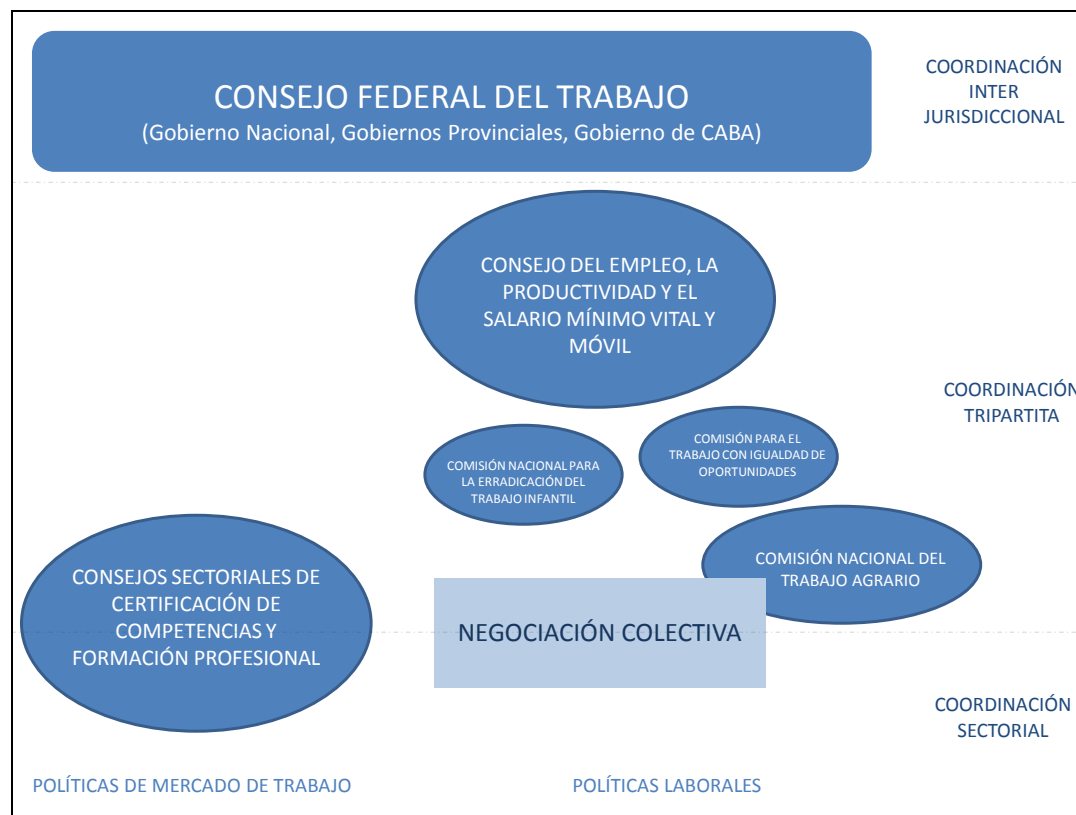 CONSEJO FEDERAL DEL TRABAJO
(Gobierno Nacional, Gobiernos Provinciales, Gobierno de CABA)
COORDINACIÓN
INTER
JURISDICCIONAL
CONSEJO DEL EMPLEO, LA
PRODUCTIVIDAD Y EL
SALARIO MÍNIMO VITAL Y
MÓVIL
COORDINACIÓN
TRIPARTITA
COMISIÓN PARA EL
TRABAJO CON IGUALDAD DE
OPORTUNIDADES
COMISIÓN NACIONAL PARA
LA ERRADICACIÓN DEL
TRABAJO INFANTIL
COMISIÓN NACIONAL DEL
TRABAJO AGRARIO
CONSEJOS SECTORIALES DE
CERTIFICACIÓN DE
COMPETENCIAS Y
FORMACIÓN PROFESIONAL
NEGOCIACIÓN COLECTIVA
COORDINACIÓN
SECTORIAL
POLÍTICAS DE MERCADO DE TRABAJO
POLÍTICAS LABORALES